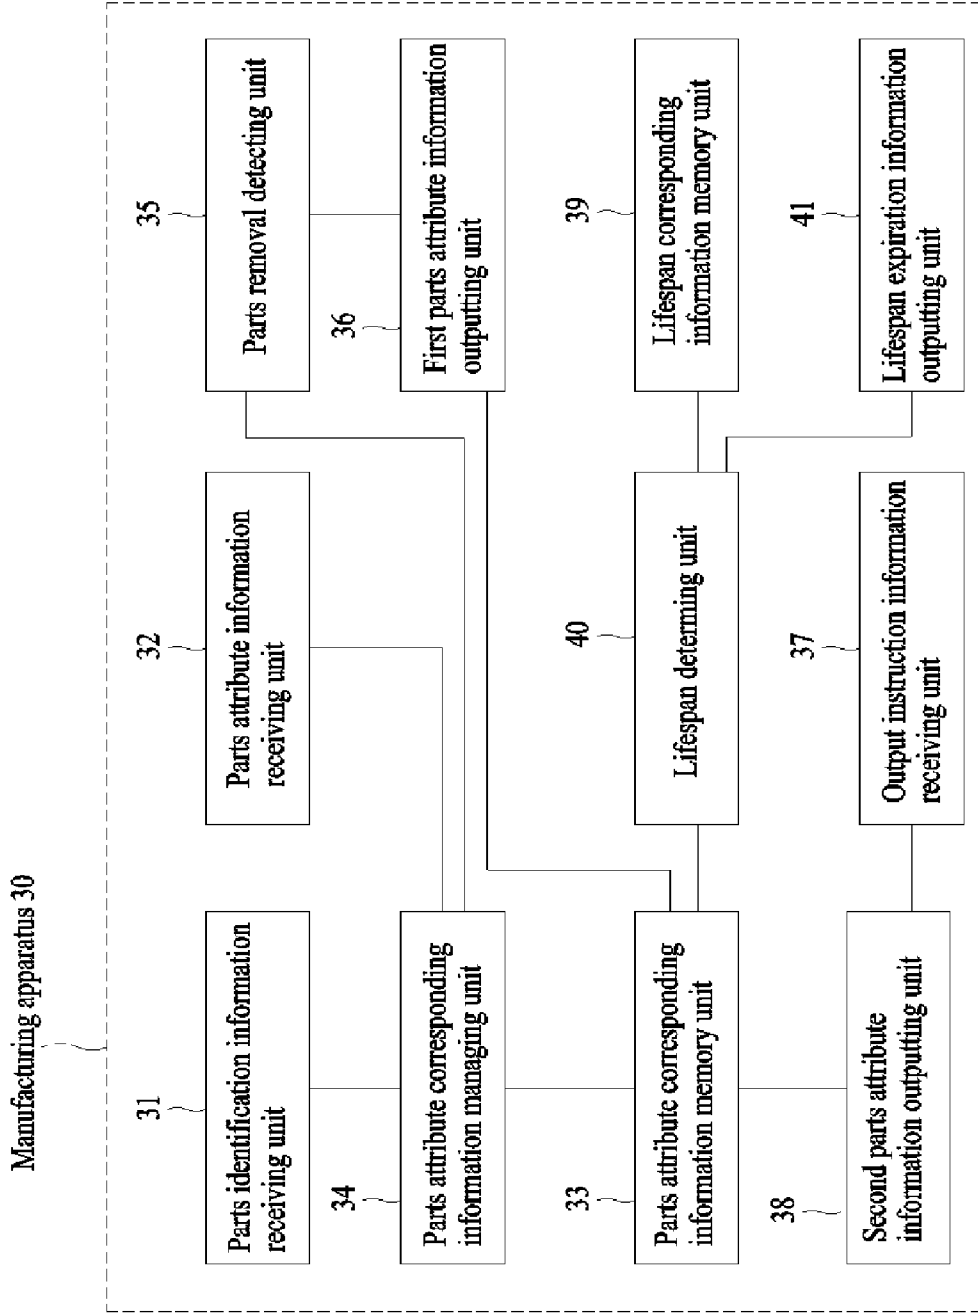 Manufacturing apparatus 30
31
Parts identification information
receiving unit
32
Parts attribute information
receiving unit
35
Parts removal detecting unit
34
Parts attribute corresponding
information managing unit
36
First parts attribute information
outputting unit
33
Parts attribute corresponding
information memory unit
40
Lifespan determining unit
39
Lifespan corresponding
information memory unit
38
Second parts attribute
information outputting unit
37
Output instruction information
receiving unit
41
Lifespan expiration information
outputting unit